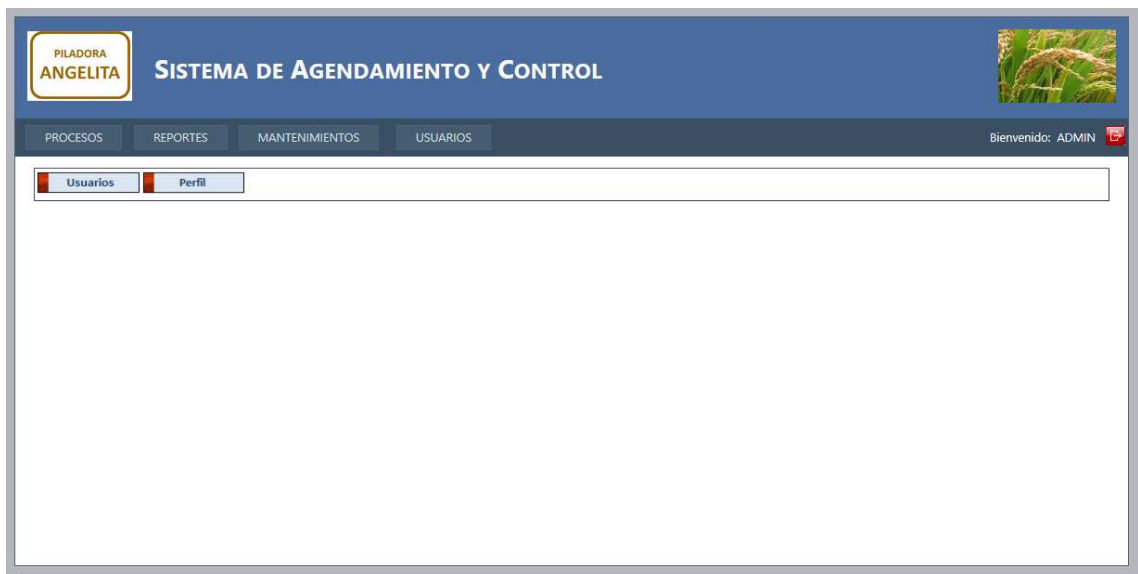 PILADORA
ANGELITA
SISTEMA DE AGENDAMIENTO Y CONTROL
PROCESOS REPORTES MANTENIMIENTOS USUARIOS Bienvenido: ADMIN
Usuarios Perfil